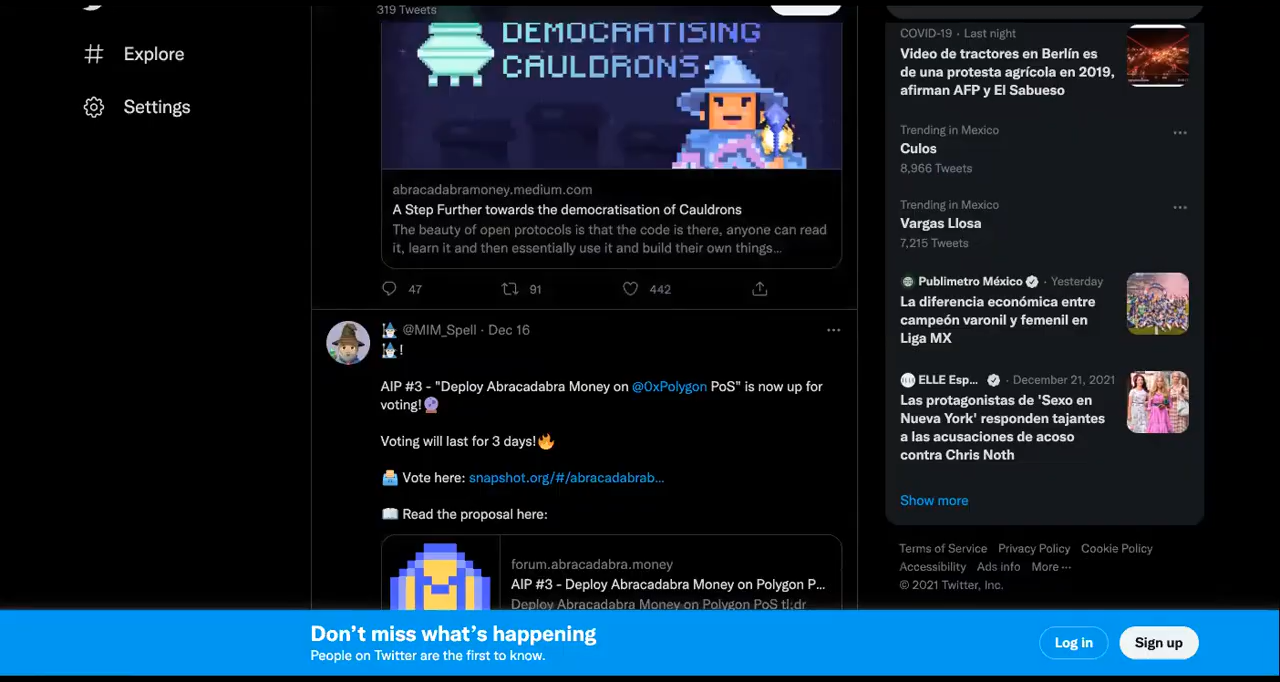 319 Tweets
Explore
Settings
DEMOCRATISING
CAULDRONS
abracadabramoney.medium.com
A Step Further towards the democratisation of Cauldrons
The beauty of open protocols is that the code is there, anyone can read
it, learn it and then essentially use it and build their own things...
47
91
442
@MIM_Spell · Dec 16
!
AIP #3 - "Deploy Abracadabra Money on @0xPolygon PoS" is now up for
voting!
Voting will last for 3 days!
Vote here: snapshot.org/#/abracadabrab...
Read the proposal here:
forum.abracadabra.money
AIP #3 - Deploy Abracadabra Money on Polygon P...
Deploy Abracadabra Money on Polygon PoS tl;dr
COVID-19 · Last night
Video de tractores en Berlín es
de una protesta agrícola en 2019,
afirman AFP y El Sabueso
Trending in Mexico
Culos
8,966 Tweets
Trending in Mexico
Vargas Llosa
7,215 Tweets
Publimetro México · Yesterday
La diferencia económica entre
campeón varonil y femenil en
Liga MX
ELLE Esp... · December 21, 2021
Las protagonistas de 'Sexo en
Nueva York' responden tajantes
a las acusaciones de acoso
contra Chris Noth
Show more
Terms of Service Privacy Policy Cookie Policy
Accessibility Ads info More ...
© 2021 Twitter, Inc.
Don't miss what's happening
People on Twitter are the first to know.
Log in
Sign up